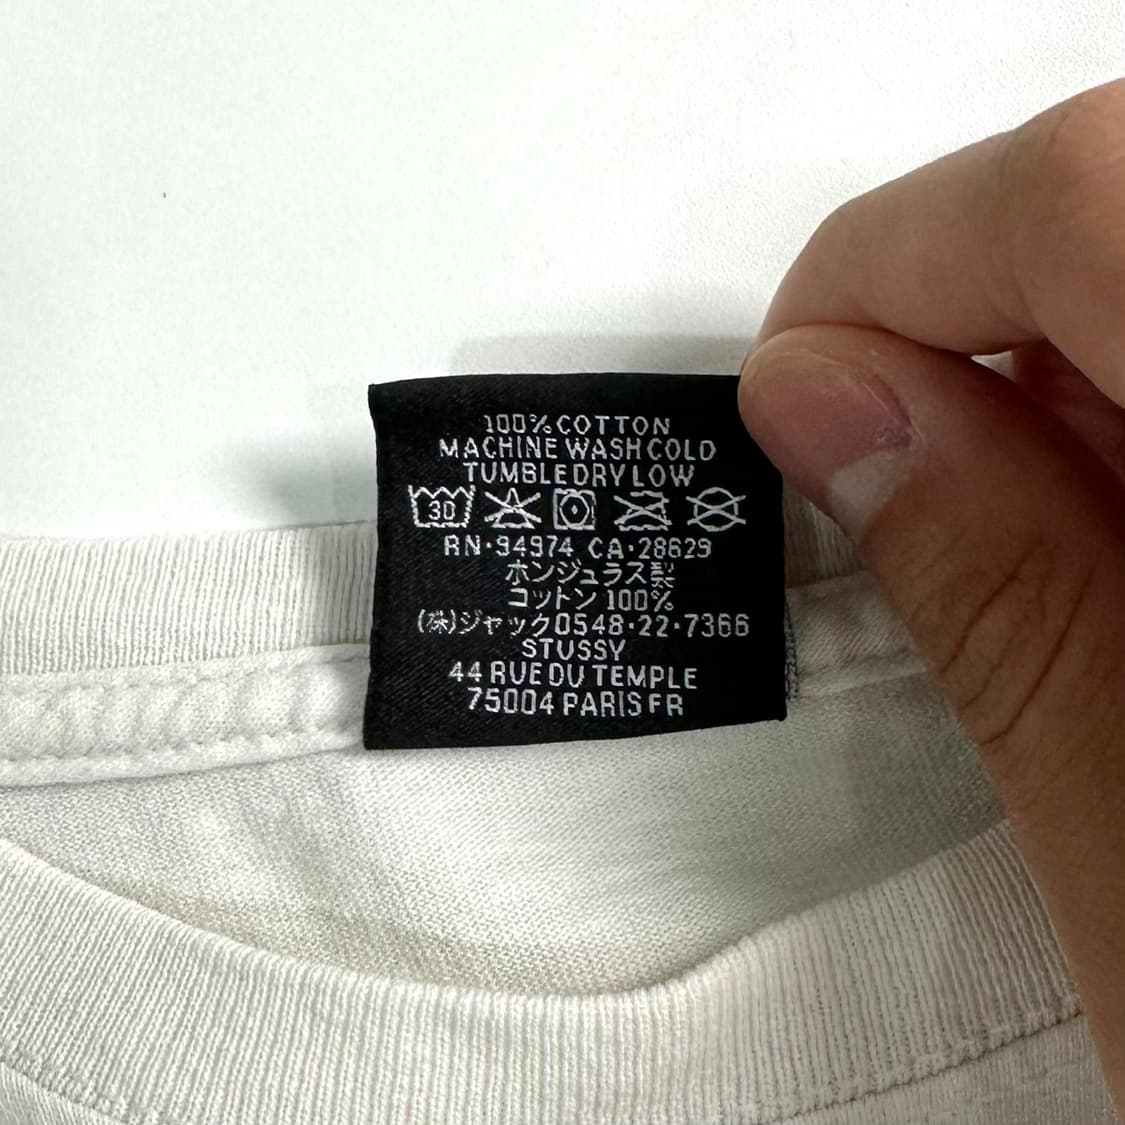 100% COTTON
MACHINE WASH COLD
TUMBLE DRY LOW
30
RN·94974 CA·28629
ホンジュラス製
コットン 100%
(株)ジャック0548·22·7366
STUSSY
44 RUE DU TEMPLE
75004 PARIS FR